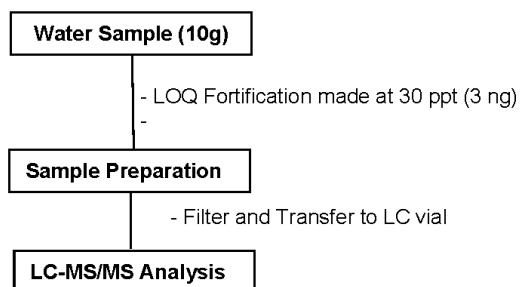 Water Sample (10g)
- LOQ Fortification made at 30 ppt (3 ng)
-
Sample Preparation
- Filter and Transfer to LC vial
LC-MS/MS Analysis